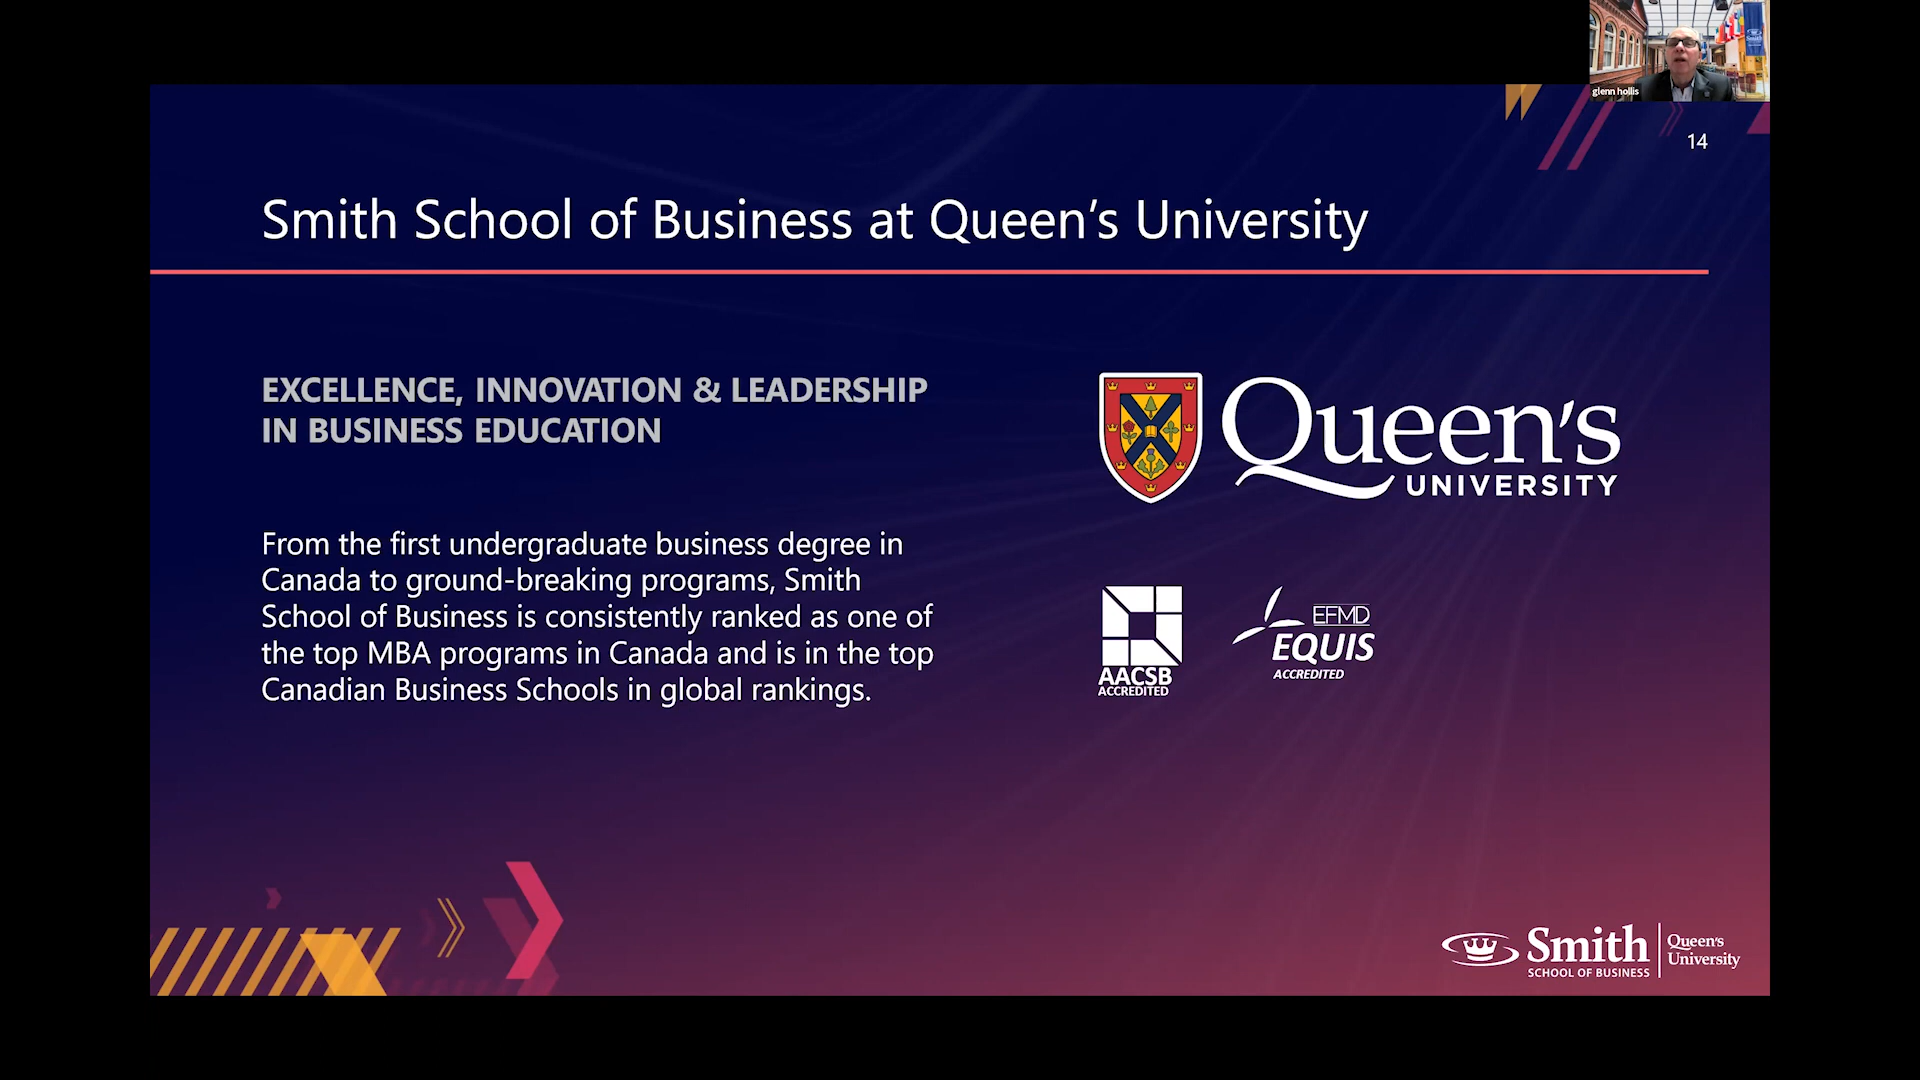 glenn hollis
14
Smith School of Business at Queen’s University
EXCELLENCE, INNOVATION & LEADERSHIP
IN BUSINESS EDUCATION
From the first undergraduate business degree in
Canada to ground-breaking programs, Smith
School of Business is consistently ranked as one of
the top MBA programs in Canada and is in the top
Canadian Business Schools in global rankings.
Queen’s
UNIVERSITY
AACSB
ACCREDITED
EFMD
EQUIS
ACCREDITED
Smith
SCHOOL OF BUSINESS
Queen’s
University